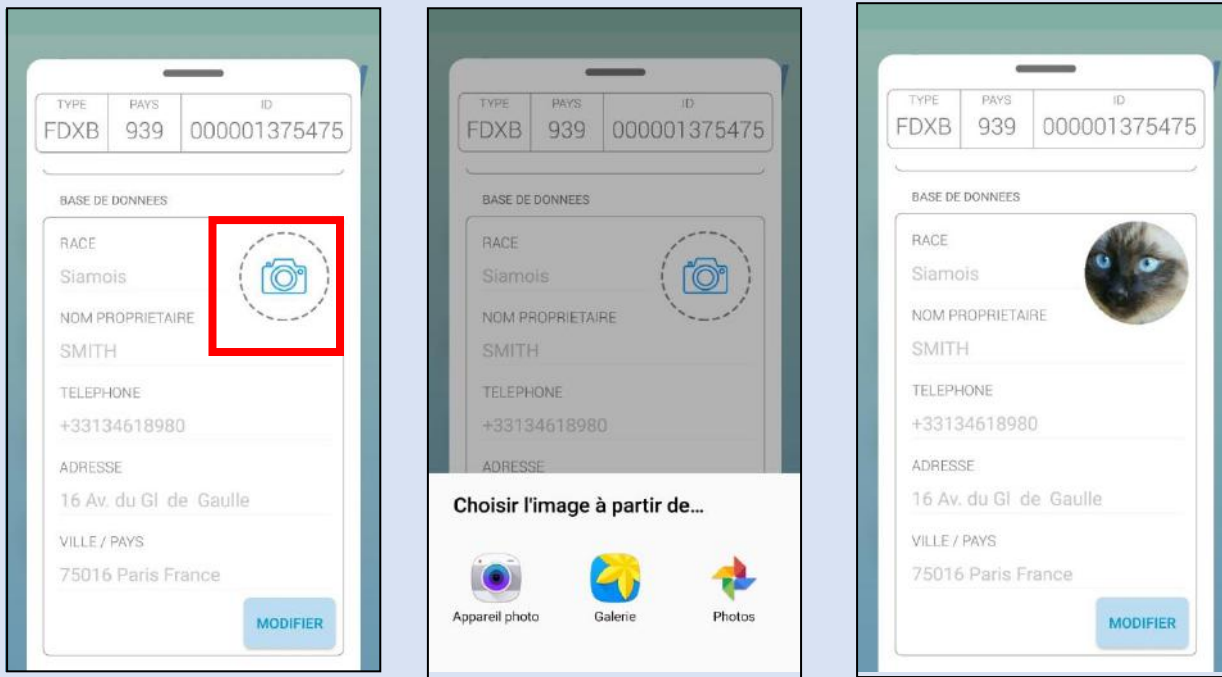 TYPE PAYS ID
FDXB 939 000001375475
BASE DE DONNEES
RACE
Siamois
NOM PROPRIETAIRE
SMITH
TELEPHONE
+33134618980
ADRESSE
16 Av. du Gl de Gaulle
VILLE / PAYS
75016 Paris France
MODIFIER
TYPE PAYS ID
FDXB 939 000001375475
BASE DE DONNEES
RACE
Siamois
NOM PROPRIETAIRE
SMITH
TELEPHONE
+33134618980
ADRESSE
Choisir l'image à partir de...
Appareil photo Galerie Photos
TYPE PAYS ID
FDXB 939 000001375475
BASE DE DONNEES
RACE
Siamois
NOM PROPRIETAIRE
SMITH
TELEPHONE
+33134618980
ADRESSE
16 Av. du Gl de Gaulle
VILLE / PAYS
75016 Paris France
MODIFIER